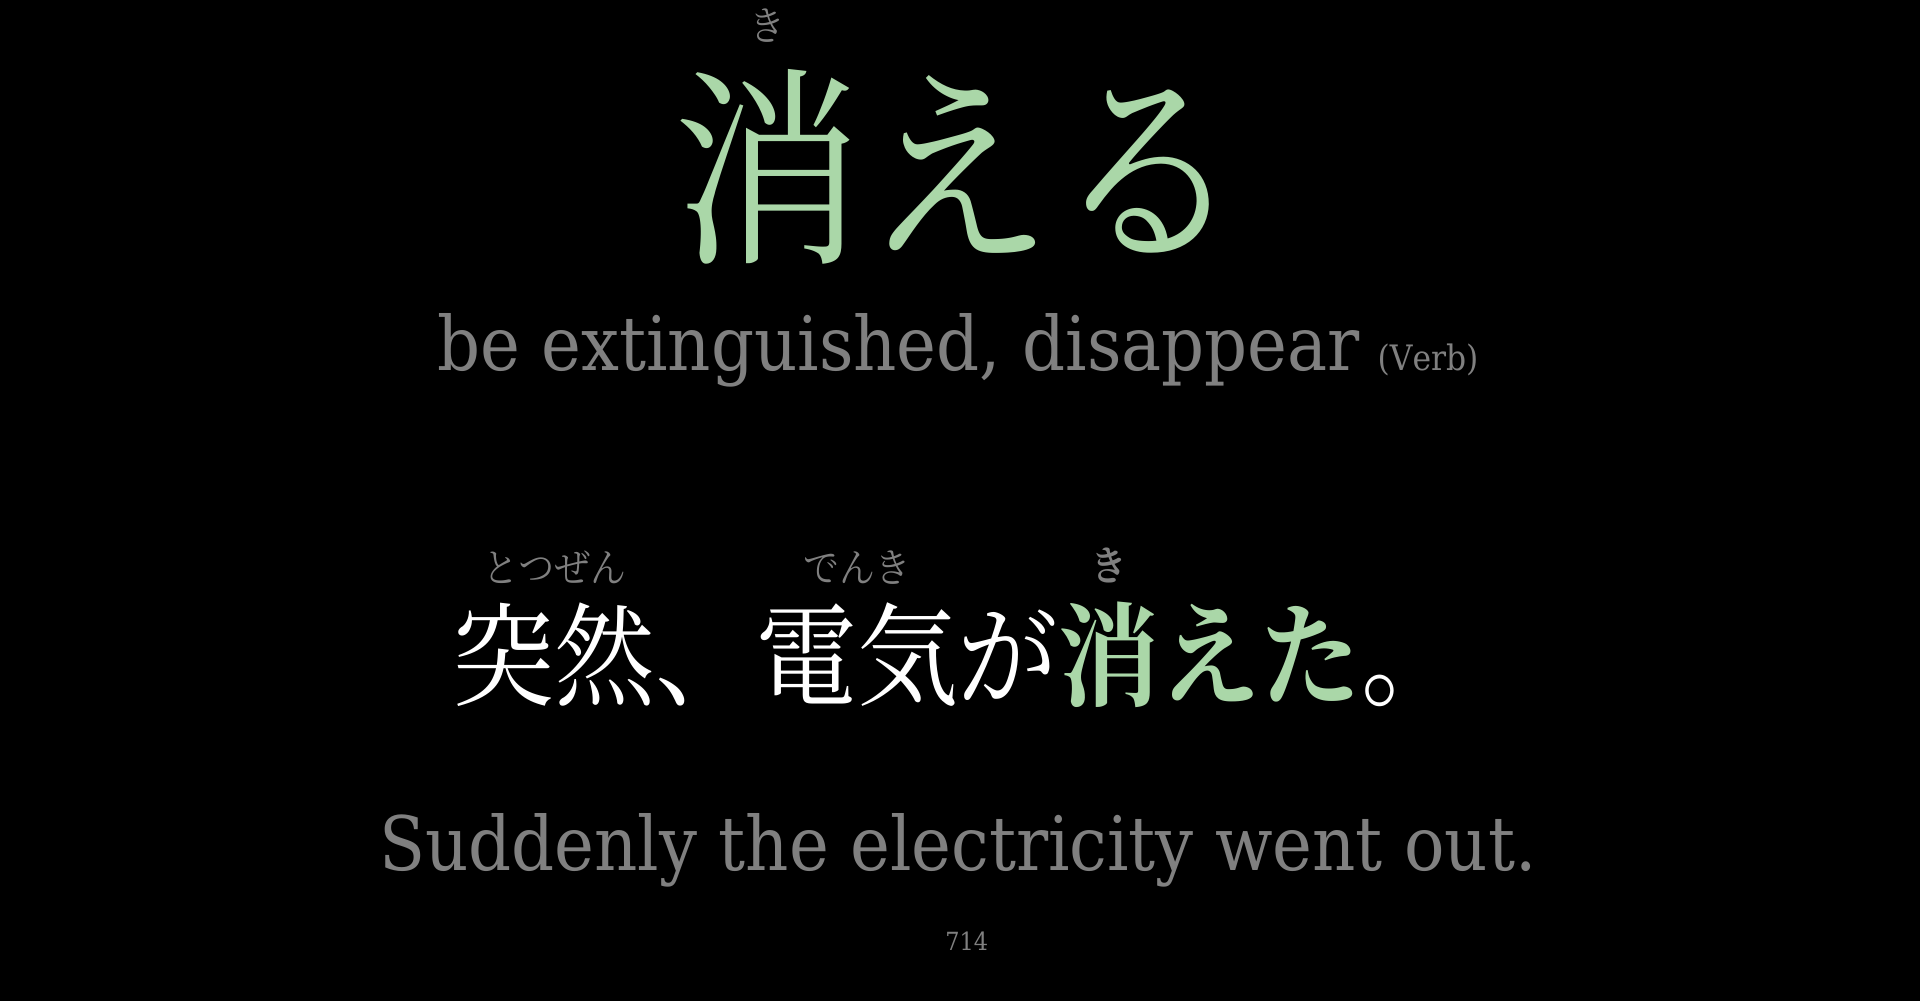 き
消える
be extinguished, disappear (Verb)
とつぜん でんき き
突然、電気が消えた。
Suddenly the electricity went out.
714